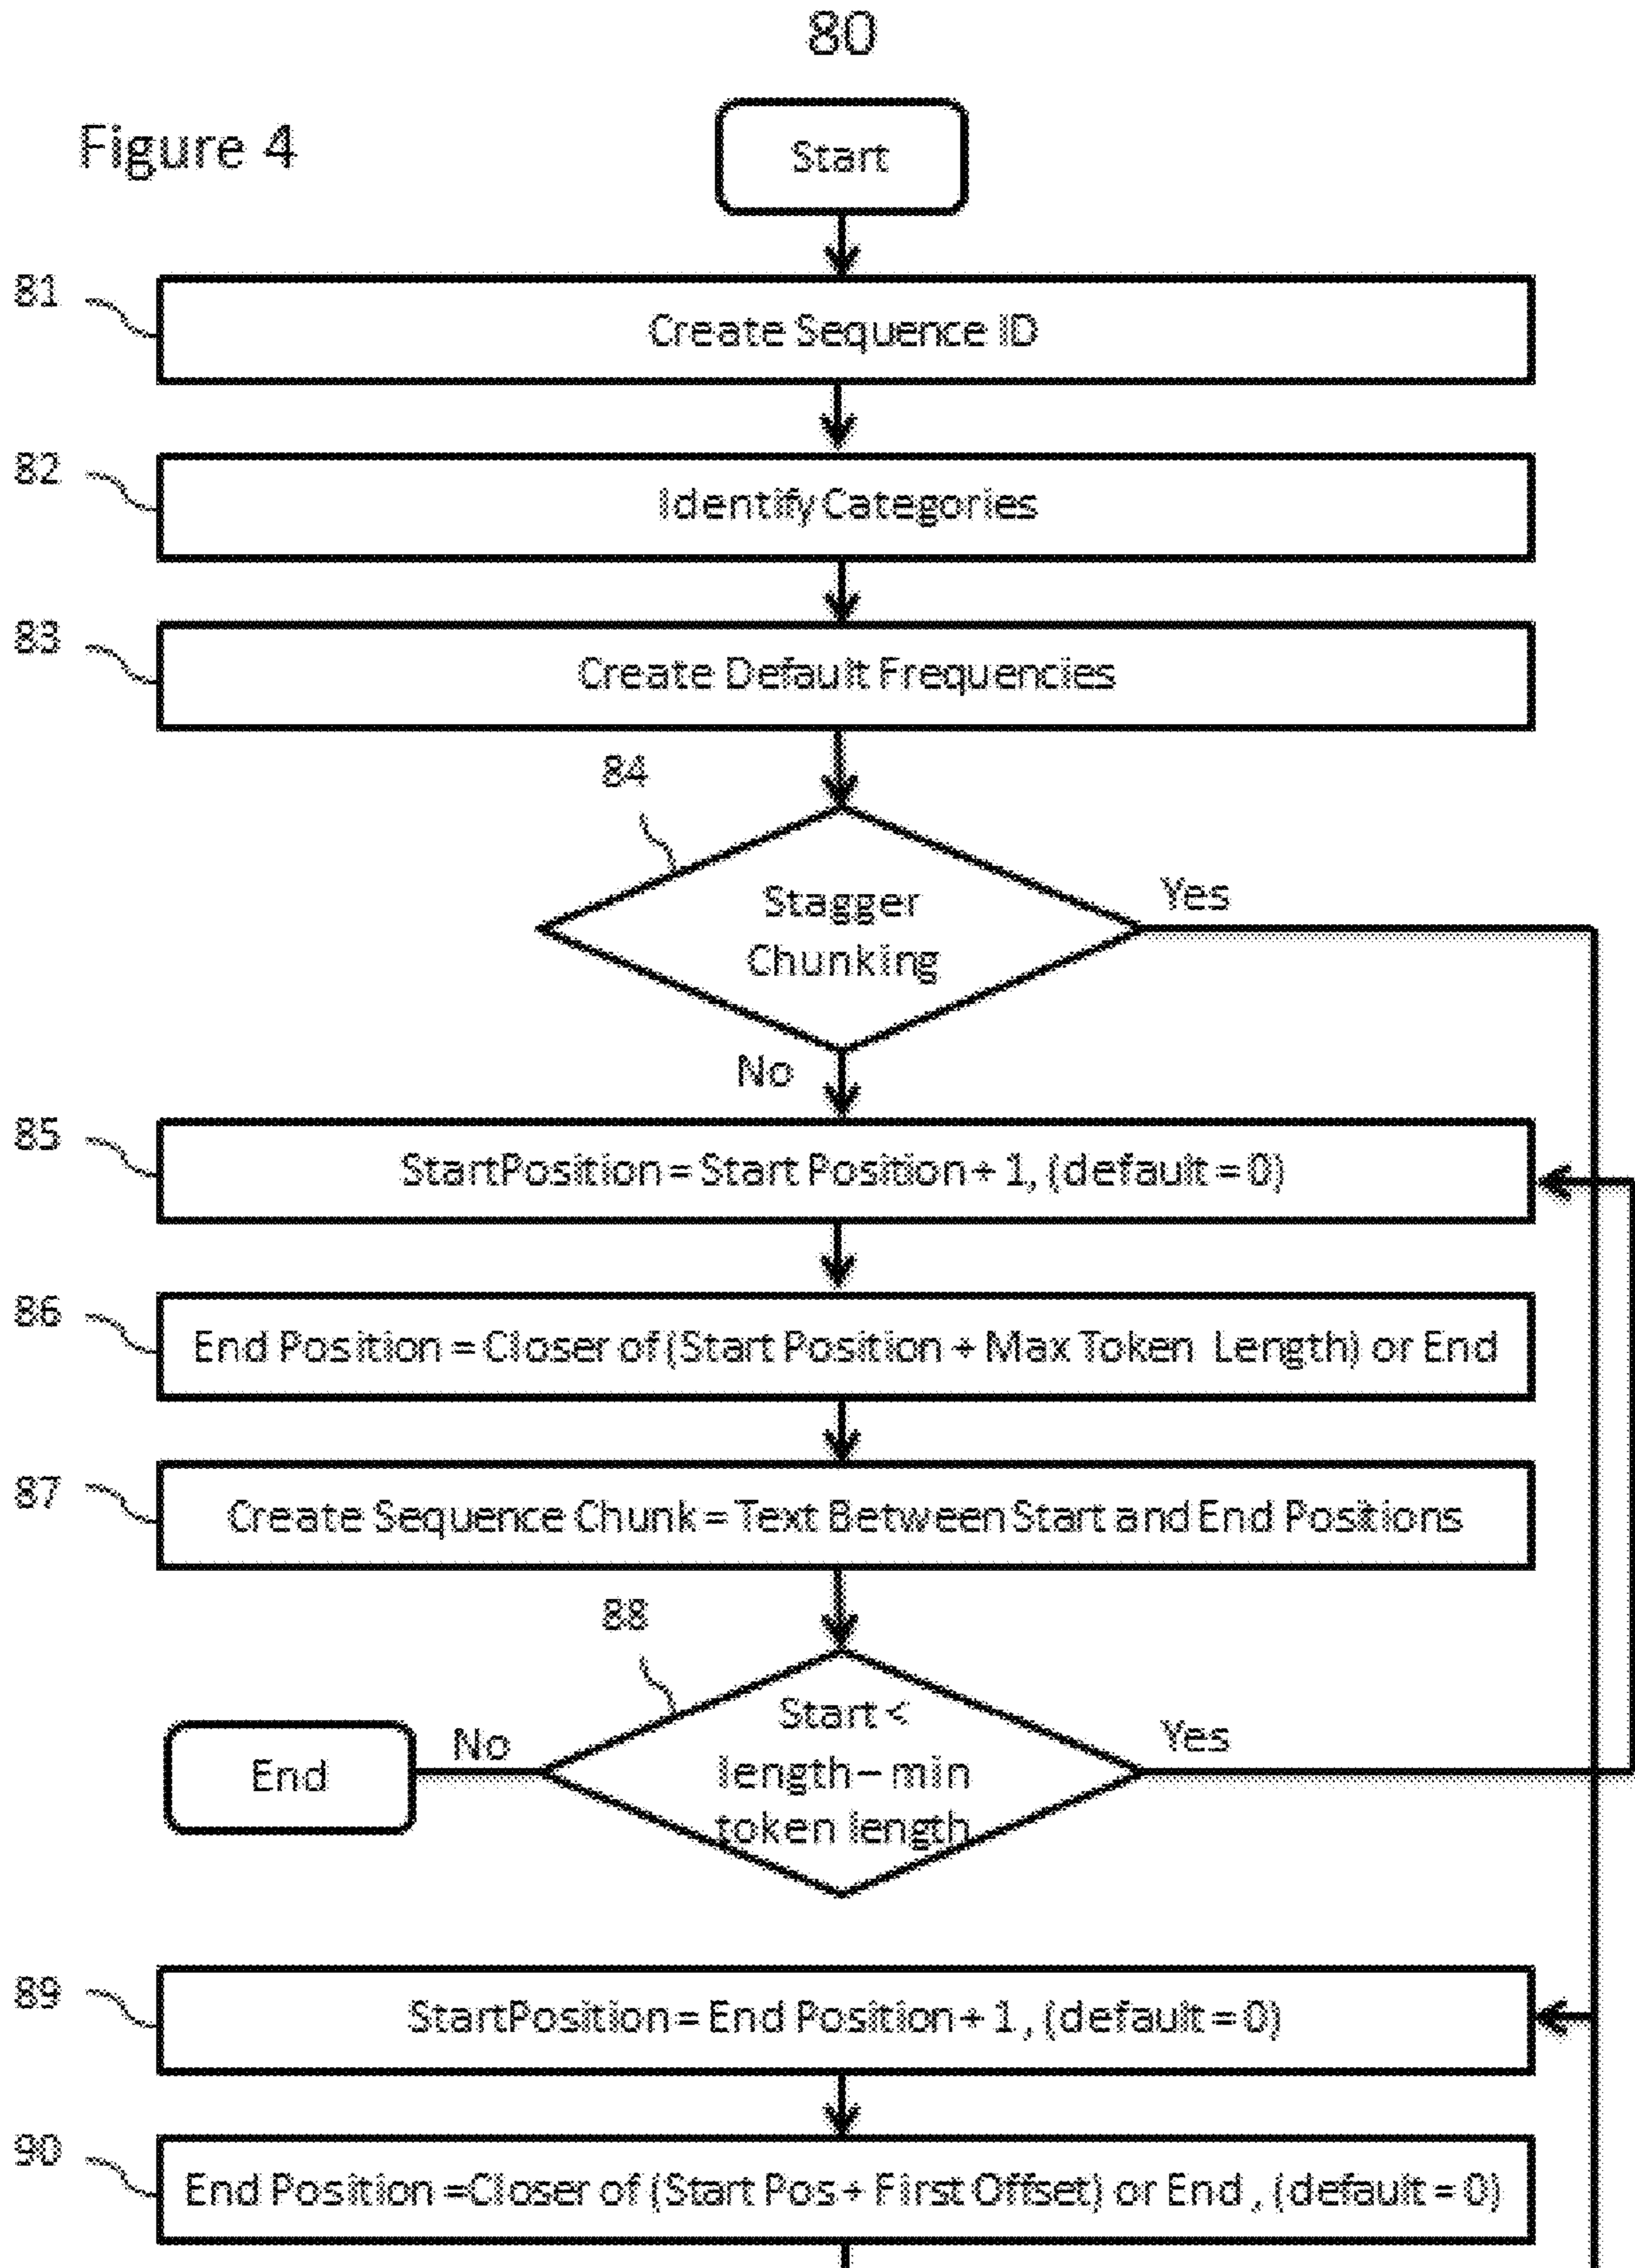 80
Figure 4
Start
81
Create Sequence ID
82
Identify Categories
83
Create Default Frequencies
84
Stagger
Chunking
Yes
No
85
StartPosition = Start Position + 1, (default = 0)
86
End Position = Closer of (Start Position + Max Token Length) or End
87
Create Sequence Chunk = Text Between Start and End Positions
88
Start <
length – min
token length
Yes
No
End
89
StartPosition = End Position + 1, (default = 0)
90
End Position =Closer of (Start Pos + First Offset) or End , (default = 0)